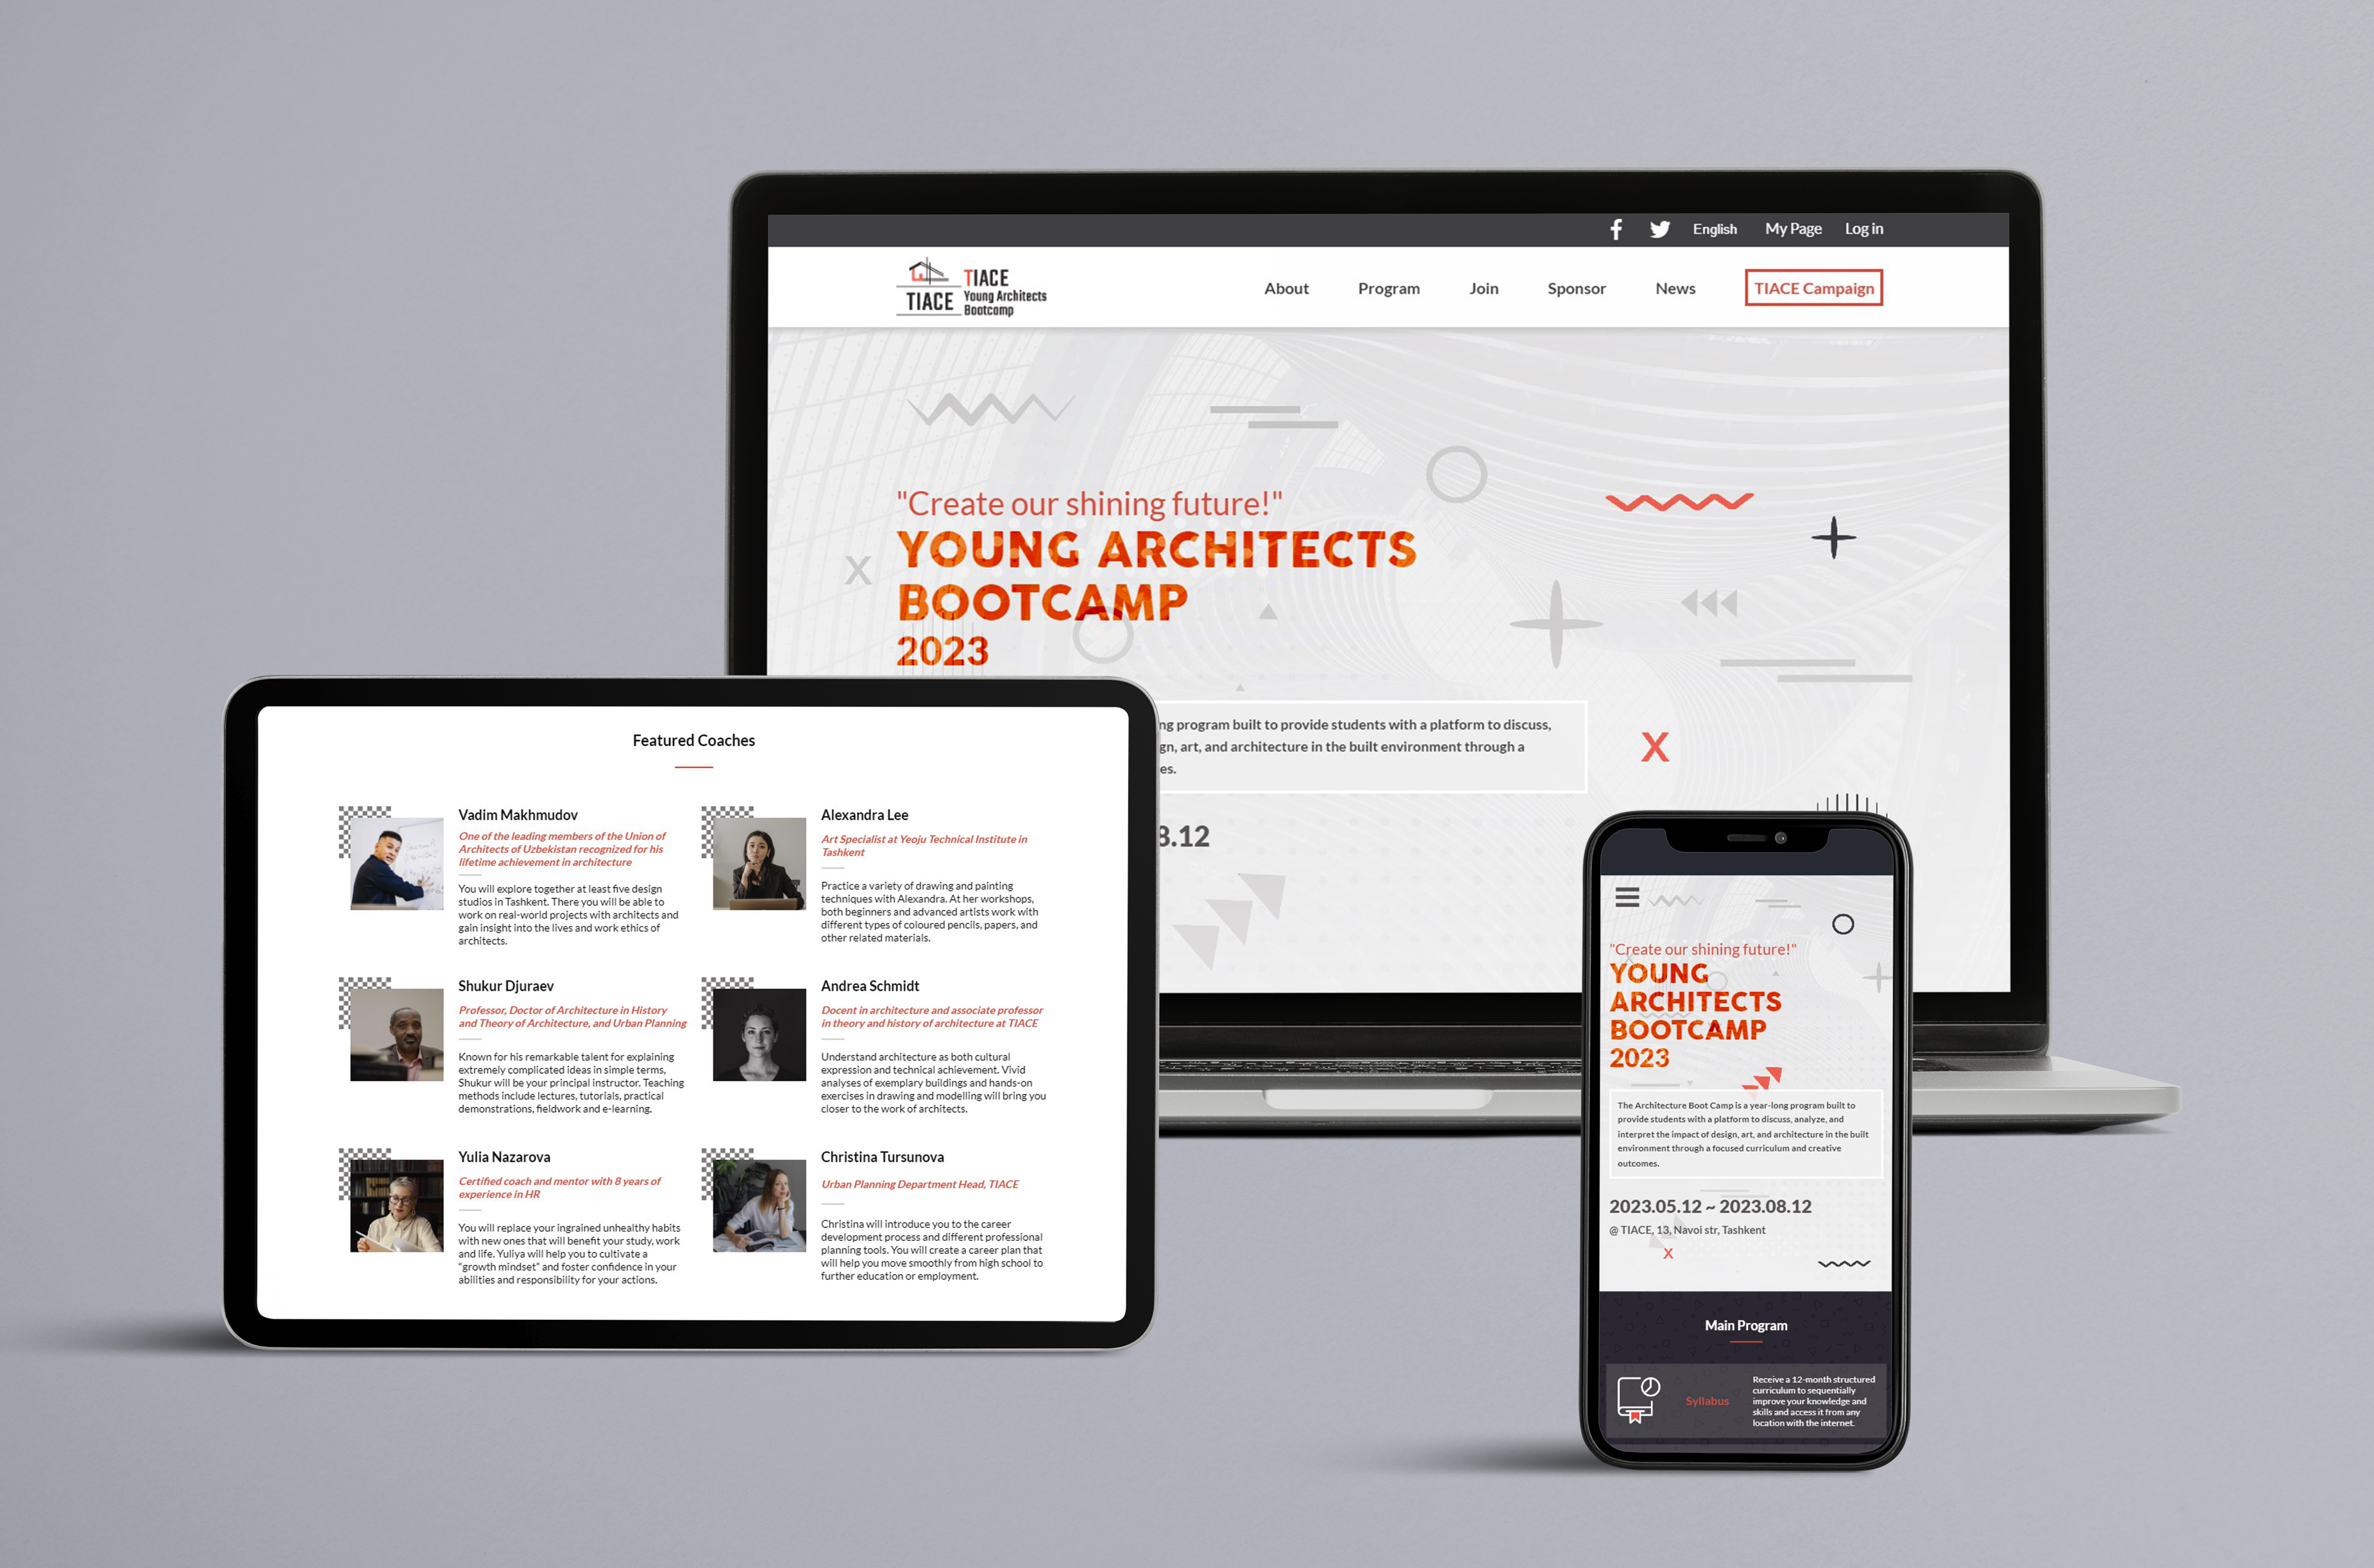 English My Page Log in
TIACE
TIACE
Young Architects
Bootcamp
About Program Join Sponsor News TIACE Campaign
"Create our shining future!"
YOUNG ARCHITECTS
BOOTCAMP
2023
program built to provide students with a platform to discuss,
art, and architecture in the built environment through a
8.12
Featured Coaches
Vadim Makhmudov
One of the leading members of the Union of
Architects of Uzbekistan recognized for his
lifetime achievement in architecture
You will explore together at least five design
studios in Tashkent. There you will be able to
work on real-world projects with architects and
gain insight into the lives and work ethics of
architects.
Alexandra Lee
Art Specialist at Yeoju Technical Institute in
Tashkent
Practice a variety of drawing and painting
techniques with Alexandra. At her workshops,
both beginners and advanced artists work with
different types of coloured pencils, papers, and
other related materials.
Shukur Djuraev
Professor, Doctor of Architecture in History
and Theory of Architecture, and Urban Planning
Known for his remarkable talent for explaining
extremely complicated ideas in simple terms,
Shukur will be your principal instructor. Teaching
methods include lectures, tutorials, practical
demonstrations, fieldwork and e-learning.
Andrea Schmidt
Docent in architecture and associate professor
in theory and history of architecture at TIACE
Understand architecture as both cultural
expression and technical achievement. Vivid
analyses of exemplary buildings and hands-on
exercises in drawing and modelling will bring you
closer to the work of architects.
Yulia Nazarova
Certified coach and mentor with 8 years of
experience in HR
You will replace your ingrained unhealthy habits
with new ones that will benefit your study, work
and life. Yuliya will help you to cultivate a
"growth mindset" and foster confidence in your
abilities and responsibility for your actions.
Christina Tursunova
Urban Planning Department Head, TIACE
Christina will introduce you to the career
development process and different professional
planning tools. You will create a career plan that
will help you move smoothly from high school to
further education or employment.
"Create our shining future!"
YOUNG
ARCHITECTS
BOOTCAMP
2023
The Architecture Boot Camp is a year-long program built to
provide students with a platform to discuss, analyze, and
interpret the impact of design, art, and architecture in the built
environment through a focused curriculum and creative
outcomes.
2023.05.12 ~ 2023.08.12
@ TIACE, 13, Navoi str, Tashkent
Main Program
Syllabus
Receive a 12-month structured
curriculum to sequentially
improve your knowledge and
skills and access it from any
location with the internet.